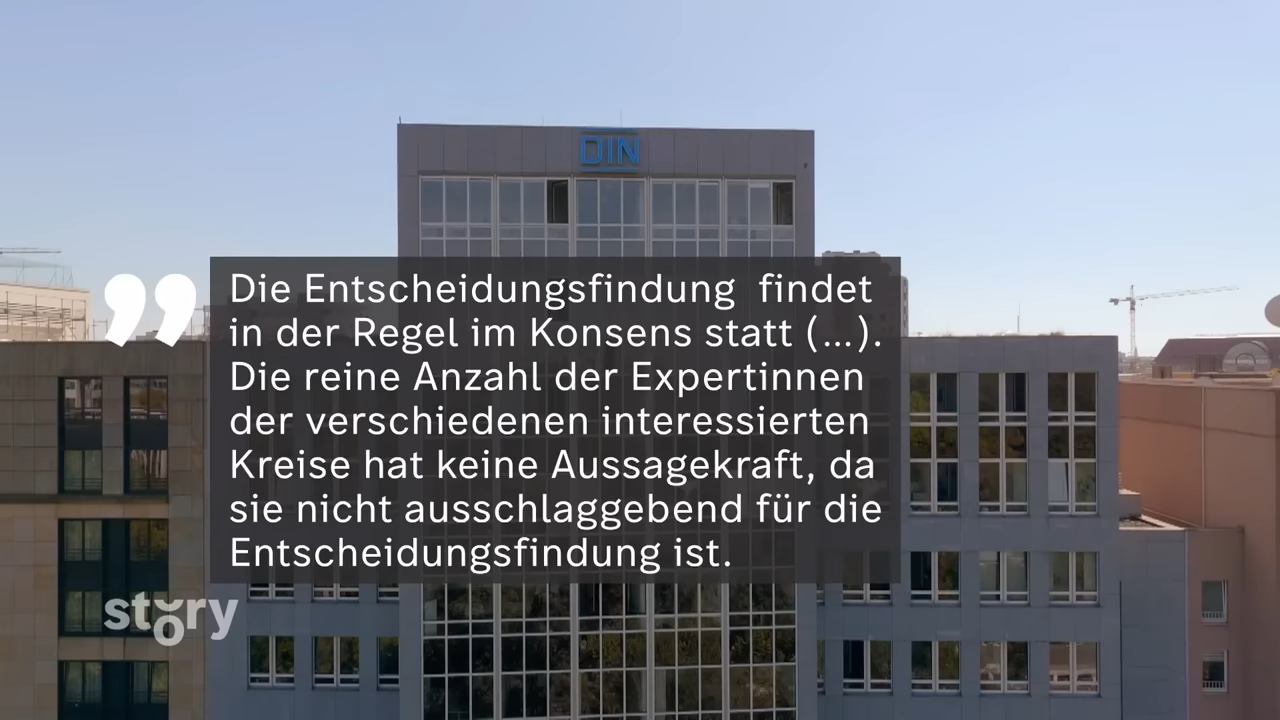 DIN
Die Entscheidungsfindung findet
in der Regel im Konsens statt (...).
Die reine Anzahl der Expertinnen
der verschiedenen interessierten
Kreise hat keine Aussagekraft, da
sie nicht ausschlaggebend für die
Entscheidungsfindung ist.
story